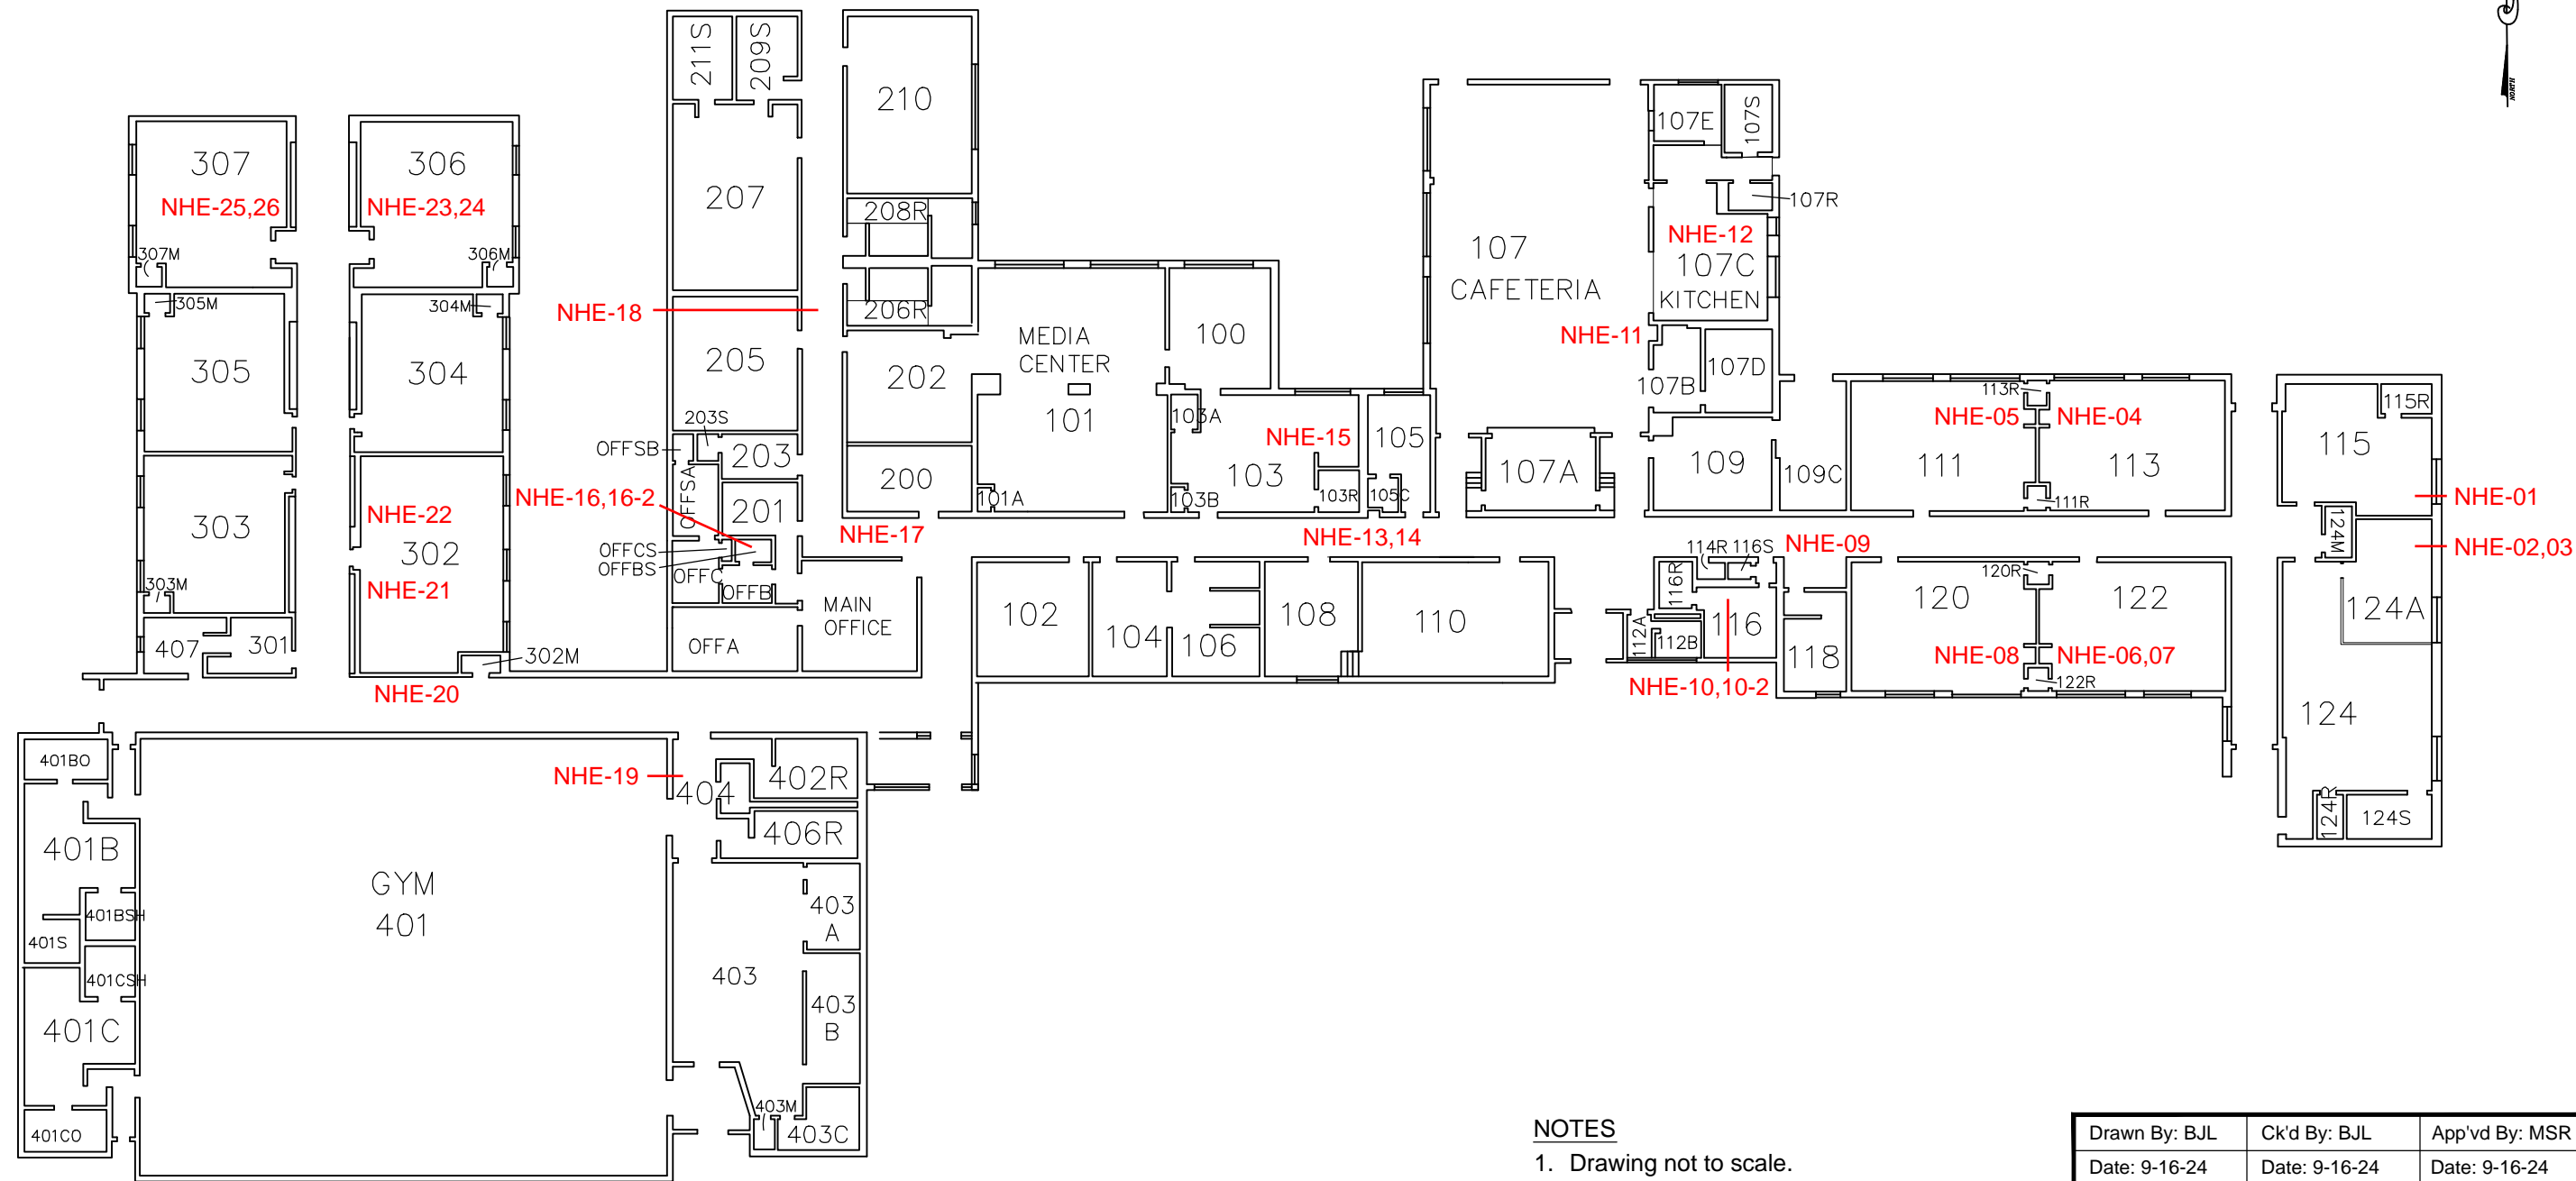 211S
209S
210
NORTH
107E
107S
307
NHE-25,26
306
NHE-23,24
207
208R
107R
NHE-12
107C
KITCHEN
107
CAFETERIA
307M
306M
305M
304M
NHE-18
206R
MEDIA
CENTER
100
NHE-11
305
304
205
202
101
107B
107D
113R
203S
103A
NHE-05
NHE-04
115R
OFFSB
203
NHE-15
105
115
OFFSA
200
101A
103
103B
103R
105C
107A
109
109C
111
113
111R
NHE-01
NHE-16,16-2
NHE-22
303
302
201
NHE-17
NHE-13,14
124M
NHE-02,03
OFFCS
OFFBS
114R
116S
NHE-09
120R
303M
NHE-21
OFFC
OFFB
MAIN
OFFICE
102
104
106
108
110
116R
112A
112B
116
118
120
122
124A
407
301
302M
OFFA
NHE-08
NHE-06,07
122R
NHE-20
NHE-10,10-2
124
401BO
NHE-19
404
402R
406R
124R
124S
401B
GYM
401
401BSH
401S
403
A
401CSH
403
403
B
401C
403M
403C
401CO
NOTES
1. Drawing not to scale.
Drawn By: BJL
Ck'd By: BJL
App'vd By: MSR
Date: 9-16-24
Date: 9-16-24
Date: 9-16-24